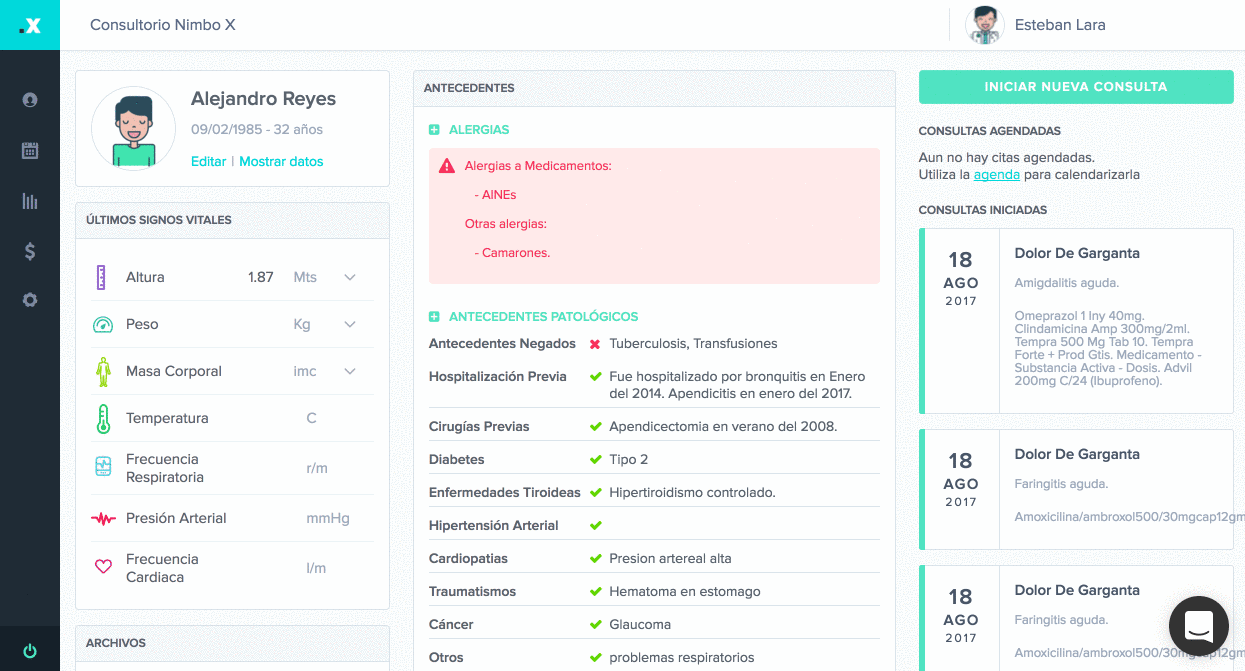 .X
Consultorio Nimbo X
Esteban Lara
Alejandro Reyes
09/02/1985 - 32 años
Editar | Mostrar datos
ÚLTIMOS SIGNOS VITALES
Altura 1.87 Mts
Peso Kg
Masa Corporal imc
Temperatura C
Frecuencia
Respiratoria r/m
Presión Arterial mmHg
Frecuencia
Cardiaca l/m
ARCHIVOS
ANTECEDENTES
ALERGIAS
Alergias a Medicamentos:
- AINEs
Otras alergias:
- Camarones.
ANTECEDENTES PATOLÓGICOS
Antecedentes Negados Tuberculosis, Transfusiones
Hospitalización Previa Fue hospitalizado por bronquitis en Enero
del 2014. Apendicitis en enero del 2017.
Cirugías Previas Apendicectomia en verano del 2008.
Diabetes Tipo 2
Enfermedades Tiroideas Hipertiroidismo controlado.
Hipertensión Arterial
Cardiopatias Presion artereal alta
Traumatismos Hematoma en estomago
Cáncer Glaucoma
Otros problemas respiratorios
INICIAR NUEVA CONSULTA
CONSULTAS AGENDADAS
Aun no hay citas agendadas.
Utiliza la agenda para calendarizarla
CONSULTAS INICIADAS
18
AGO
2017
Dolor De Garganta
Amigdalitis aguda.
Omeprazol 1 Iny 40mg.
Clindamicina Amp 300mg/2ml.
Tempra 500 Mg Tab 10. Tempra
Forte + Prod Gtis. Medicamento -
Substancia Activa - Dosis. Advil
200mg C/24 (Ibuprofeno).
18
AGO
2017
Dolor De Garganta
Faringitis aguda.
Amoxicilina/ambroxol500/30mgcap12gm
18
AGO
2017
Dolor De Garganta
Faringitis aguda.